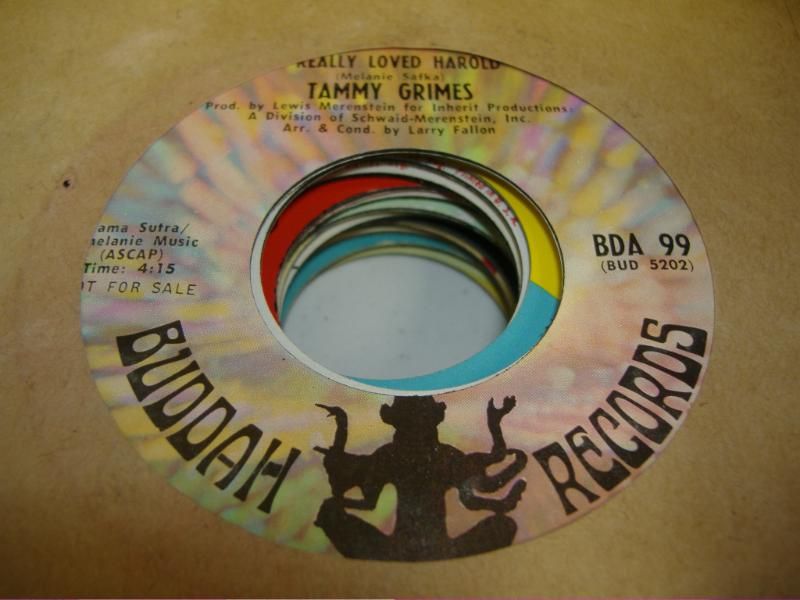 REALLY LOVED HAROLD
(Melanie Safka)
TAMMY GRIMES
Prod. by Lewis Merenstein for Inherit Productions:
A Division of Schwaid-Merenstein, Inc.
Arr. & Cond. by Larry Fallon
ama Sutra/
elanie Music
(ASCAP)
Time: 4:15
OT FOR SALE
BDA 99
(BUD 5202)
BUDDAH RECORDS